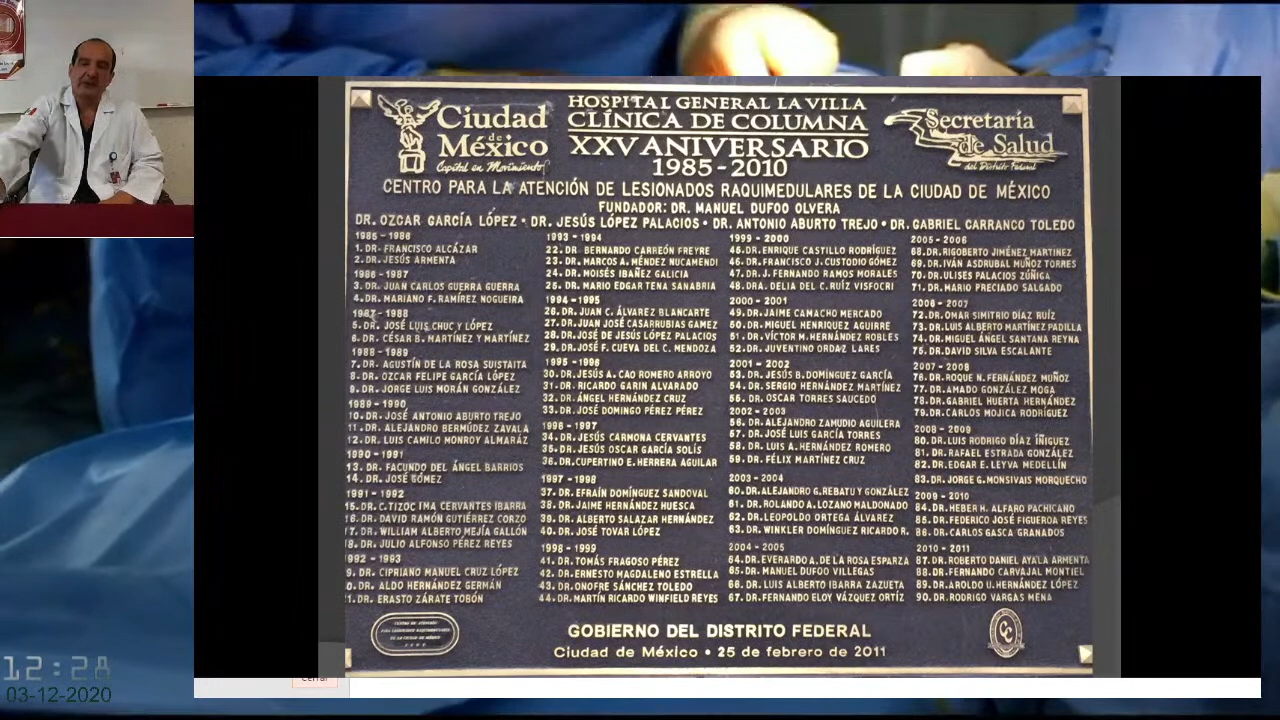 Ciudad
de
México
Capital en Movimiento
HOSPITAL GENERAL LA VILLA
CLÍNICA DE COLUMNA
XXV ANIVERSARIO
1985-2010
Secretaría
de Salud
del Distrito Federal
CENTRO PARA LA ATENCIÓN DE LESIONADOS RAQUIMEDULARES DE LA CIUDAD DE MÉXICO
FUNDADOR: DR. MANUEL DUFOO OLVERA
DR. OZCAR GARCÍA LÓPEZ • DR. JESÚS LÓPEZ PALACIOS • DR. ANTONIO ABURTO TREJO • DR. GABRIEL CARRANCO TOLEDO
1985-1986
1. DR. FRANCISCO ALCÁZAR
2. DR. JESÚS ARMENTA
1986-1987
3. DR. JUAN CARLOS GUERRA GUERRA
4. DR. MARIANO F. RAMÍREZ NOGUEIRA
1987-1988
5. DR. JOSÉ LUIS CHUC Y LÓPEZ
6. DR. CÉSAR B. MARTÍNEZ Y MARTÍNEZ
1988-1989
7. DR. AGUSTÍN DE LA ROSA SUISTAITA
8. DR. OZCAR FELIPE GARCÍA LÓPEZ
9. DR. JORGE LUIS MORÁN GONZÁLEZ
1989-1990
10. DR. JOSÉ ANTONIO ABURTO TREJO
11. DR. ALEJANDRO BERMÚDEZ ZAVALA
12. DR. LUIS CAMILO MONROY ALMARÁZ
1990-1991
13. DR. FACUNDO DEL ÁNGEL BARRIOS
14. DR. JOSÉ GÓMEZ
1991-1992
15. DR. C. TIZOC IMA CERVANTES IBARRA
16. DR. DAVID RAMÓN GUTIÉRREZ CORZO
17. DR. WILLIAM ALBERTO MEJÍA GALLÓN
18. DR. JULIO ALFONSO PÉREZ REYES
1992-1993
9. DR. CIPRIANO MANUEL CRUZ LÓPEZ
0. DR. ALDO HERNÁNDEZ GERMÁN
1. DR. ERASTO ZÁRATE TOBÓN
1993-1994
22. DR. BERNARDO CARREÓN FREYRE
23. DR. MARCOS A. MÉNDEZ NUCAMENDI
24. DR. MOISÉS IBAÑEZ GALICIA
25. DR. MARIO EDGAR TENA SANABRIA
1994-1995
26. DR. JUAN C. ÁLVAREZ BLANCARTE
27. DR. JUAN JOSÉ CASARRUBIAS GAMEZ
28. DR. JOSÉ DE JESÚS LÓPEZ PALACIOS
29. DR. JOSÉ F. CUEVA DEL C. MENDOZA
1995-1996
30. DR. JESÚS A. CAO ROMERO ARROYO
31. DR. RICARDO GARIN ALVARADO
32. DR. ÁNGEL HERNÁNDEZ CRUZ
33. DR. JOSÉ DOMINGO PÉREZ PÉREZ
1996-1997
34. DR. JESÚS CARMONA CERVANTES
35. DR. JESÚS OSCAR GARCÍA SOLÍS
36. DR. CUPERTINO E. HERRERA AGUILAR
1997-1998
37. DR. EFRAÍN DOMÍNGUEZ SANDOVAL
38. DR. JAIME HERNÁNDEZ HUESCA
39. DR. ALBERTO SALAZAR HERNÁNDEZ
40. DR. JOSÉ TOVAR LÓPEZ
1998-1999
41. DR. TOMÁS FRAGOSO PÉREZ
42. DR. ERNESTO MAGDALENO ESTRELLA
43. DR. ONOFRE SÁNCHEZ TOLEDO
44. DR. MARTÍN RICARDO WINFIELD REYES
1999-2000
45. DR. ENRIQUE CASTILLO RODRÍGUEZ
46. DR. FRANCISCO J. CUSTODIO GÓMEZ
47. DR. J. FERNANDO RAMOS MORALES
48. DRA. DELIA DEL C. RUÍZ VISFOCRI
2000-2001
49. DR. JAIME CAMACHO MERCADO
50. DR. MIGUEL HENRIQUEZ AGUIRRE
51. DR. VÍCTOR M. HERNÁNDEZ ROBLES
52. DR. JUVENTINO ORDAZ LARES
2001-2002
53. DR. JESÚS B. DOMÍNGUEZ GARCÍA
54. DR. SERGIO HERNÁNDEZ MARTÍNEZ
55. DR. OSCAR TORRES SAUCEDO
2002-2003
56. DR. ALEJANDRO ZAMUDIO AGUILERA
57. DR. JOSÉ LUIS GARCÍA TORRES
58. DR. LUIS A. HERNÁNDEZ ROMERO
59. DR. FÉLIX MARTÍNEZ CRUZ
2003-2004
60. DR. ALEJANDRO G. REBATU Y GONZÁLEZ
61. DR. ROLANDO A. LOZANO MALDONADO
62. DR. LEOPOLDO ORTEGA ÁLVAREZ
63. DR. WINKLER DOMÍNGUEZ RICARDO R.
2004-2005
64. DR. EVERARDO A. DE LA ROSA ESPARZA
65. DR. MANUEL DUFOO VILLEGAS
66. DR. LUIS ALBERTO IBARRA ZAZUETA
67. DR. FERNANDO ELOY VÁZQUEZ ORTÍZ
2005-2006
68. DR. RIGOBERTO JIMÉNEZ MARTINEZ
69. DR. IVÁN ASDRUBAL MUÑOZ TORRES
70. DR. ULISES PALACIOS ZÚÑIGA
71. DR. MARIO PRECIADO SALGADO
2006-2007
72. DR. OMAR SIMITRIO DÍAZ RUÍZ
73. DR. LUIS ALBERTO MARTÍNEZ PADILLA
74. DR. MIGUEL ÁNGEL SANTANA REYNA
75. DR. DAVID SILVA ESCALANTE
2007-2008
76. DR. ROQUE N. FERNÁNDEZ MUÑOZ
77. DR. AMADO GONZÁLEZ MOGA
78. DR. GABRIEL HUERTA HERNÁNDEZ
79. DR. CARLOS MOJICA RODRÍGUEZ
2008-2009
80. DR. LUIS RODRIGO DÍAZ ÍÑIGUEZ
81. DR. RAFAEL ESTRADA GONZÁLEZ
82. DR. EDGAR E. LEYVA MEDELLÍN
83. DR. JORGE G. MONSIVAIS MORQUECHO
2009-2010
84. DR. HEBER H. ALFARO PACHICANO
85. DR. FEDERICO JOSÉ FIGUEROA REYES
86. DR. CARLOS GASCA GRANADOS
2010-2011
87. DR. ROBERTO DANIEL AYALA ARMENTA
88. DR. FERNANDO CARVAJAL MONTIEL
89. DR. AROLDO U. HERNÁNDEZ LÓPEZ
90. DR. RODRIGO VARGAS MENA
GOBIERNO DEL DISTRITO FEDERAL
Ciudad de México • 25 de febrero de 2011
CC
Cerrar
12:28
03-12-2020